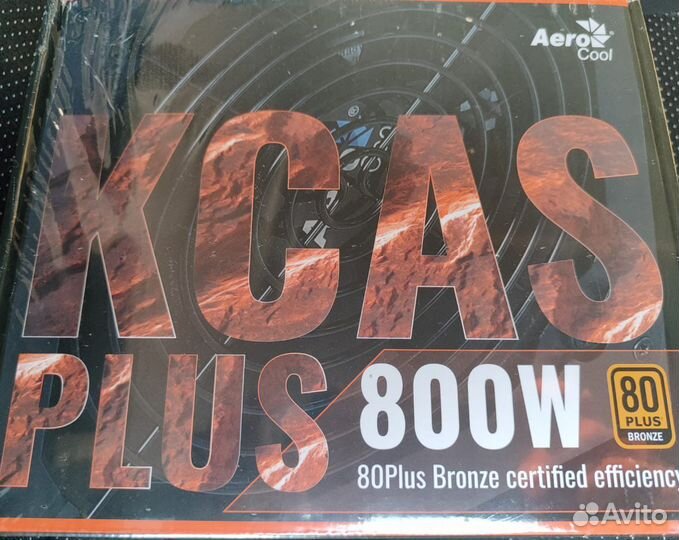 Aero
Cool
KCAS
PLUS
800W
80
PLUS
BRONZE
80Plus Bronze certified efficiency
Avito